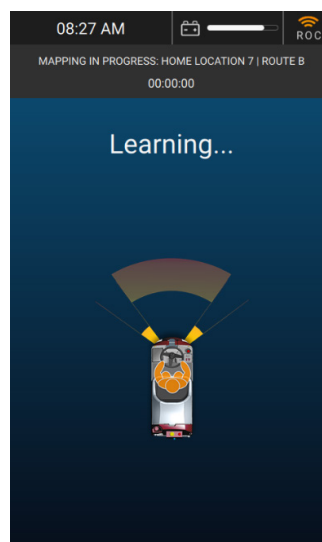 08:27 AM
ROC
MAPPING IN PROGRESS: HOME LOCATION 7 | ROUTE B
00:00:00
Learning...